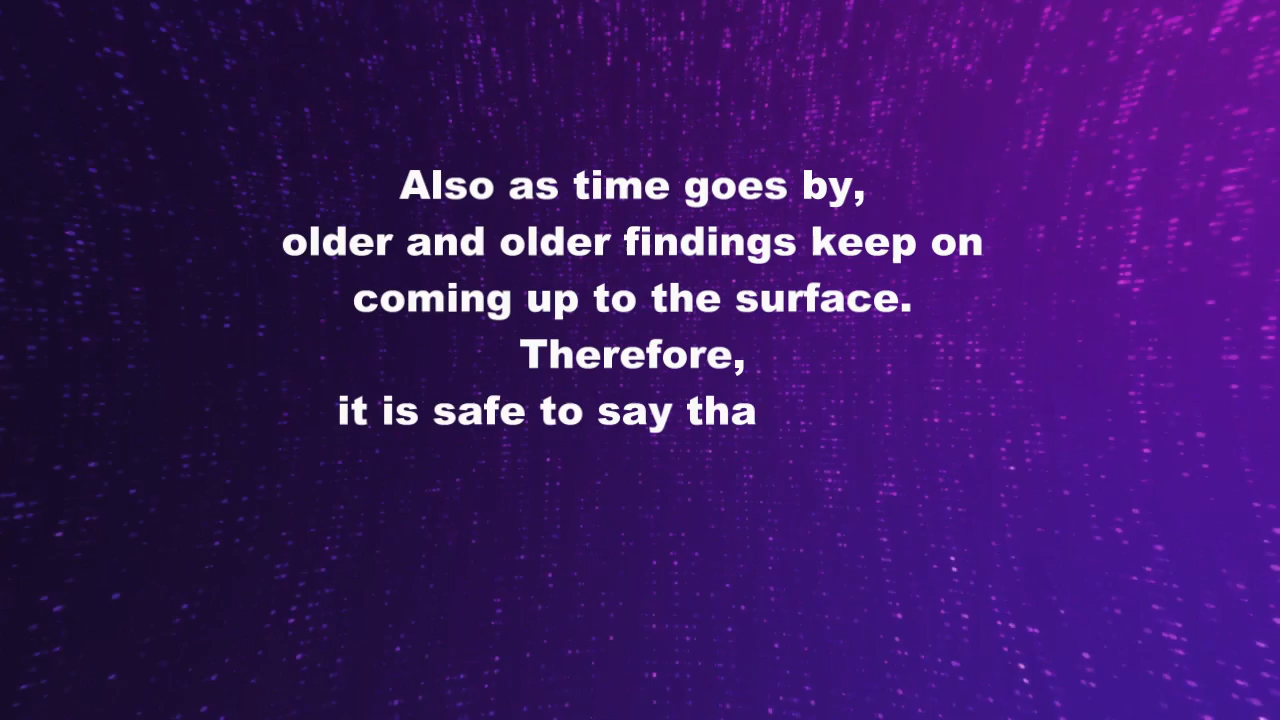 Also as time goes by,
older and older findings keep on
coming up to the surface.
Therefore,
it is safe to say tha